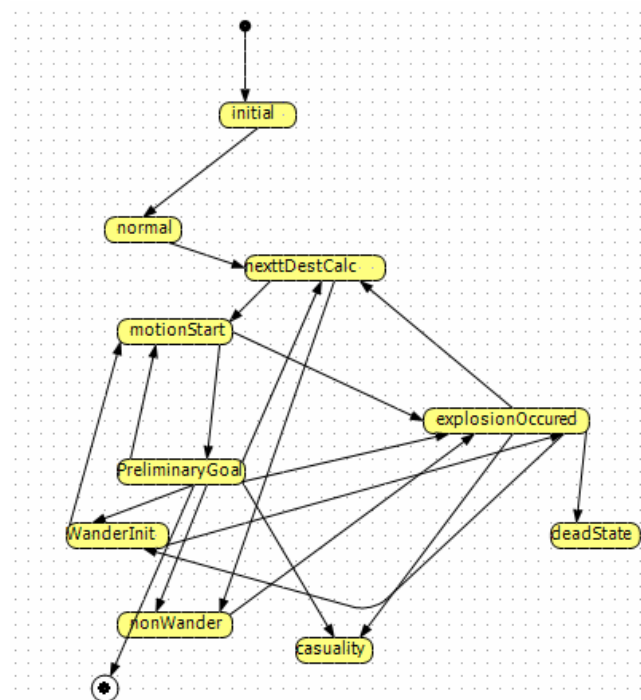 initial
normal
nexttDestCalc
motionStart
explosionOccured
PreliminaryGoal
WanderInit
deadState
nonWander
casuality